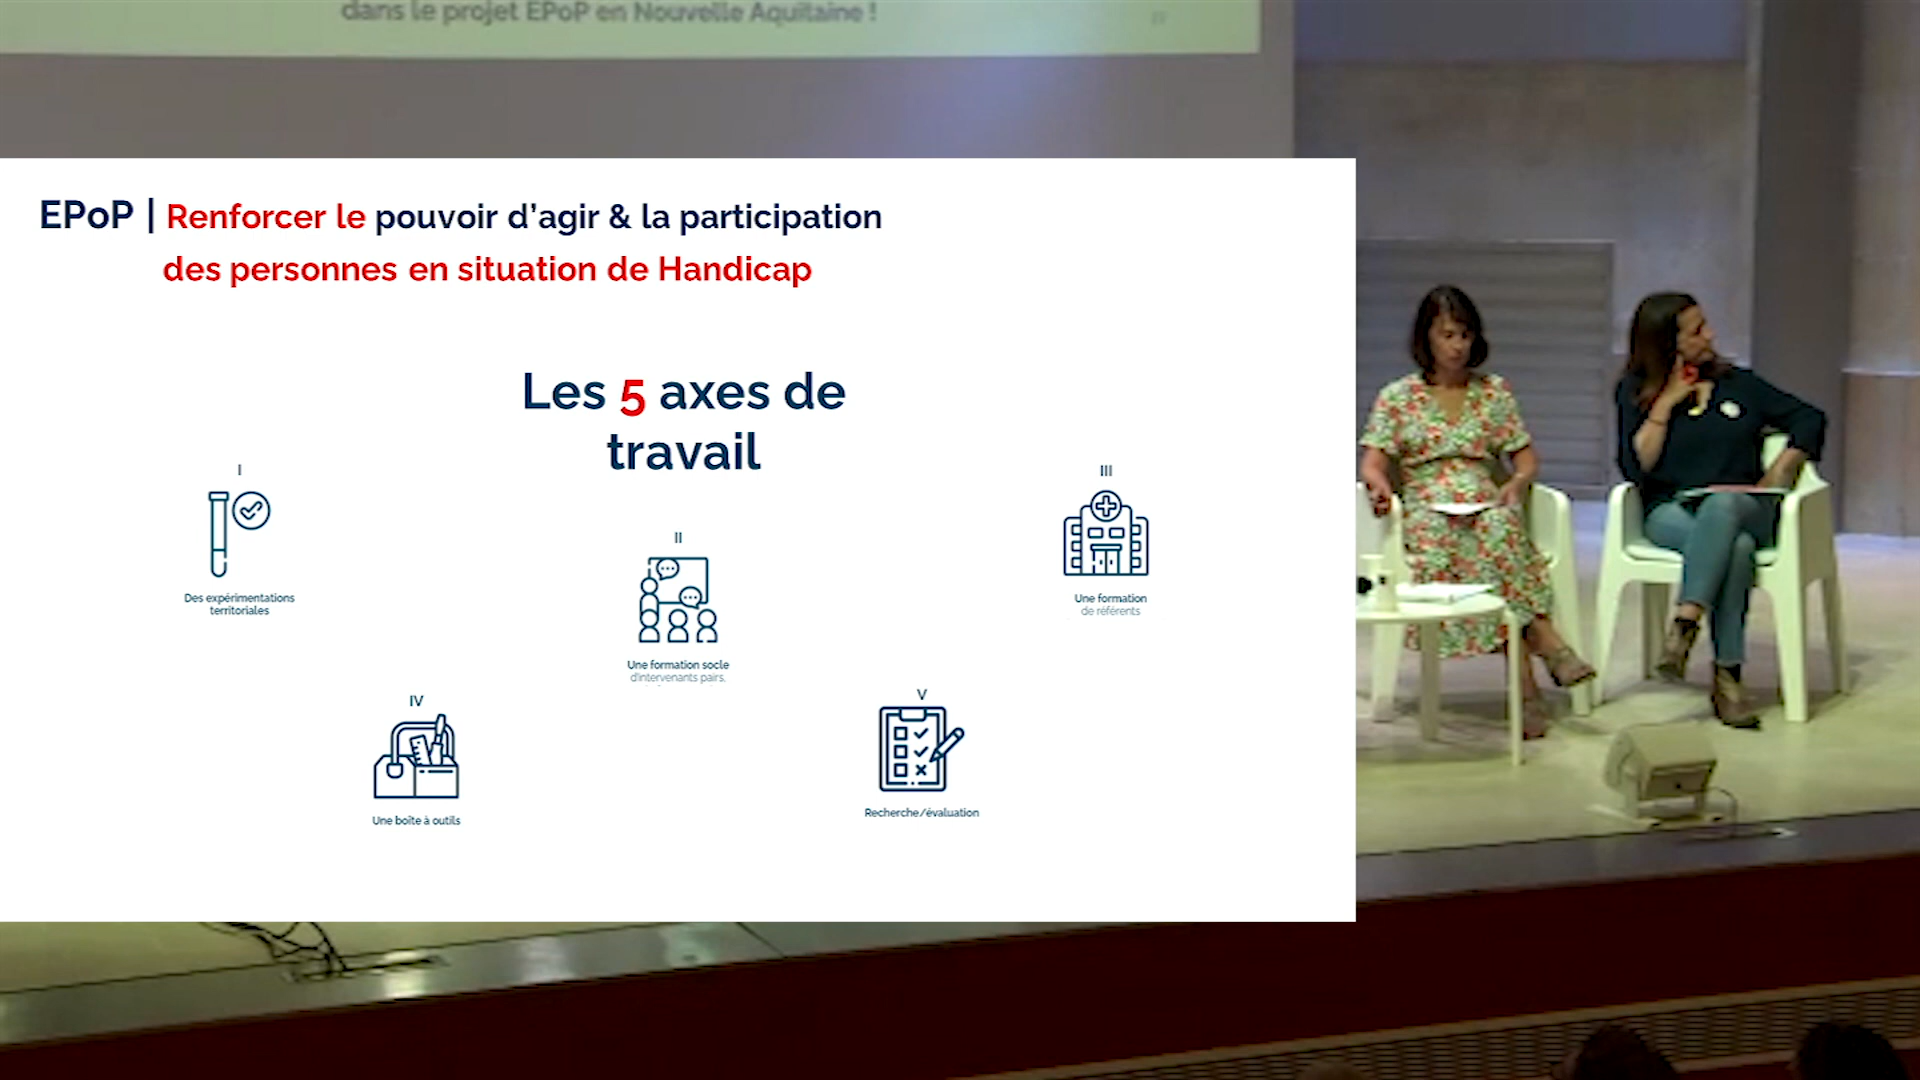 dans le projet EPoP en Nouvelle Aquitaine !
EPoP | Renforcer le pouvoir d'agir & la participation
des personnes en situation de Handicap
Les 5 axes de
travail
I
Des expérimentations
territoriales
II
Une formation socle
d'intervenants pairs,
III
Une formation
de référents
IV
Une boîte à outils
V
Recherche/évaluation